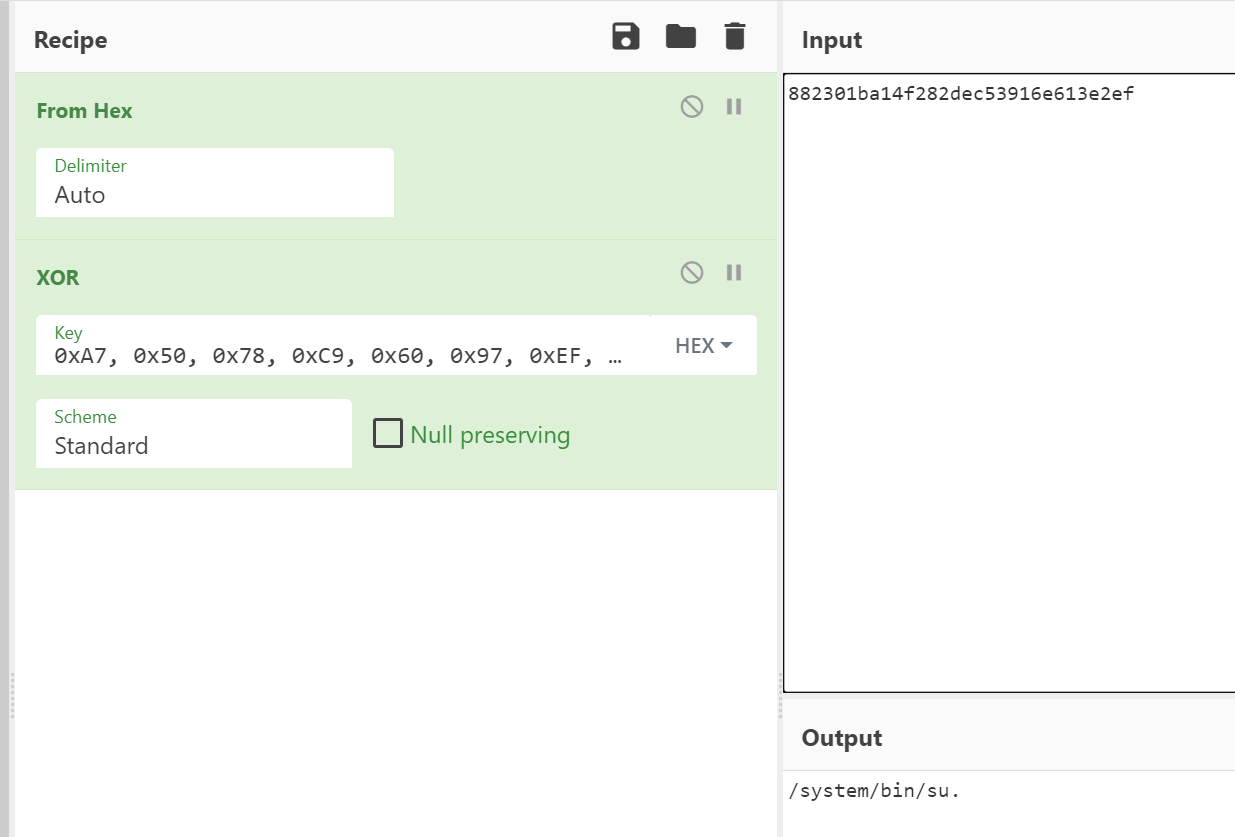 Recipe
From Hex
Delimiter
Auto
XOR
Key
0xA7, 0x50, 0x78, 0xC9, 0x60, 0x97, 0xEF, …
HEX
Scheme
Standard
Null preserving
Input
882301ba14f282dec53916e613e2ef
Output
/system/bin/su.